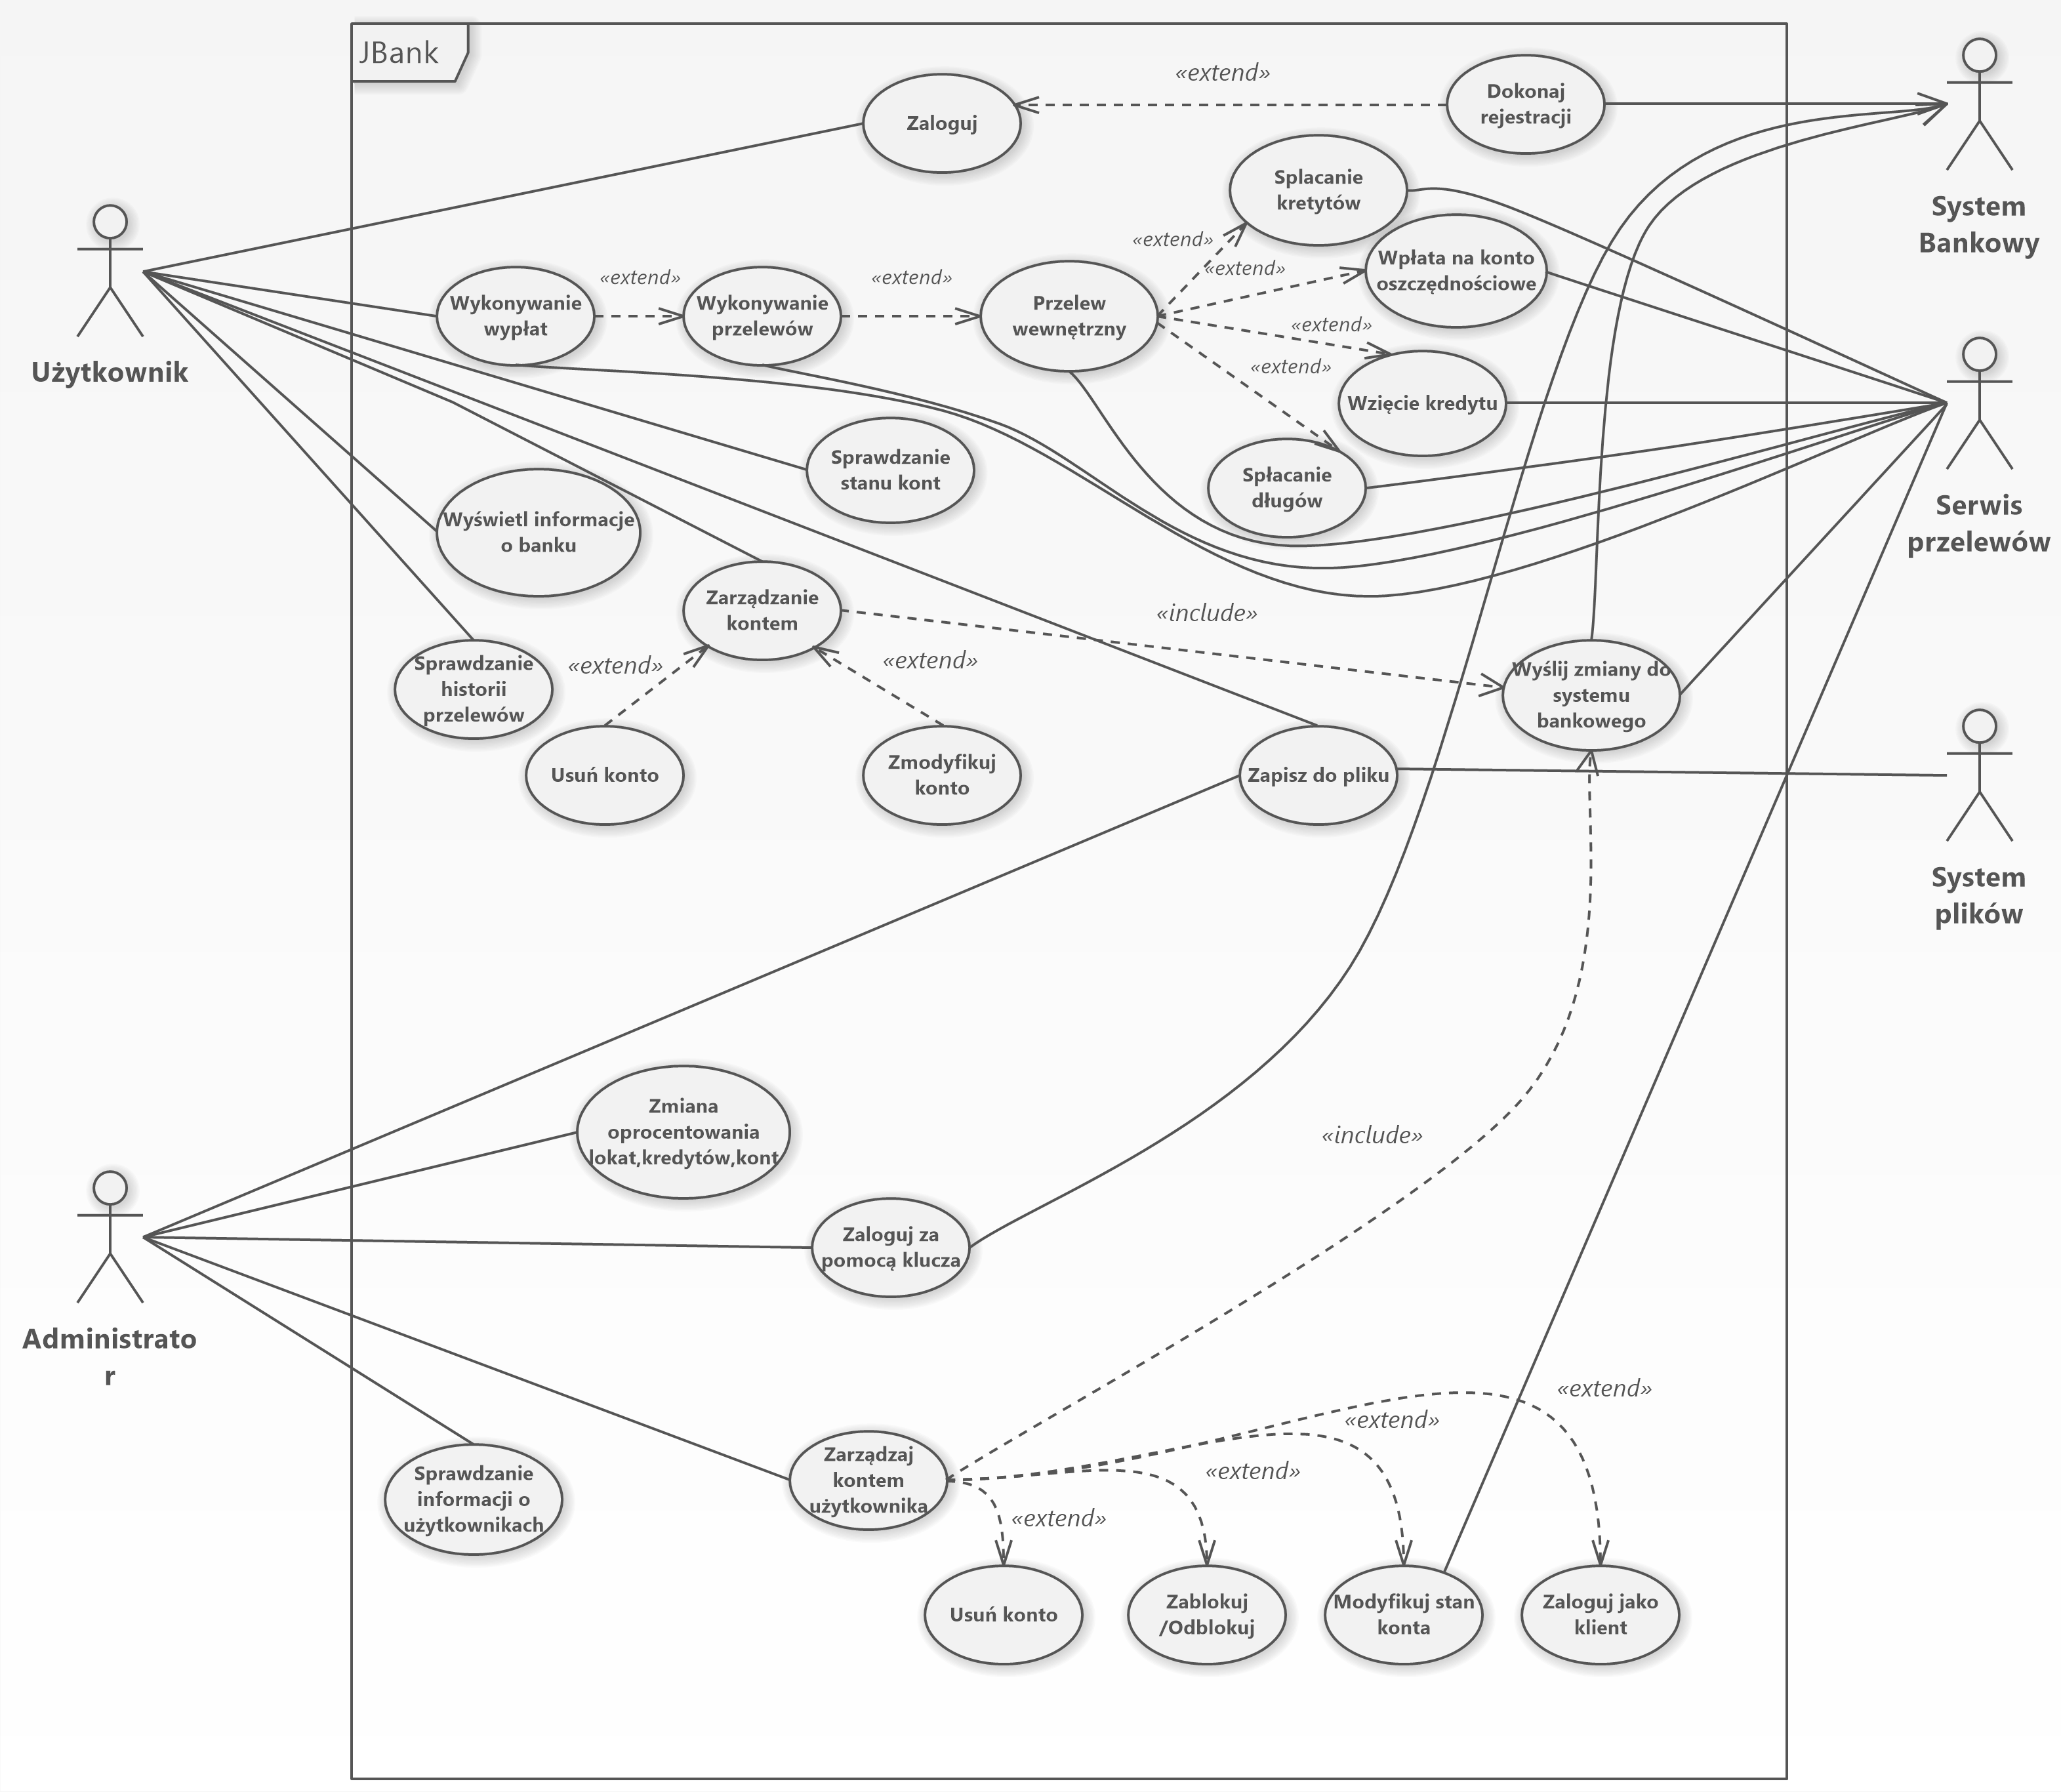 JBank
«extend»
Zaloguj
Dokonaj
rejestracji
System
Bankowy
Splacanie
kretytów
«extend»
Wpłata na konto
oszczędnościowe
«extend»
Użytkownik
Wykonywanie
wypłat
«extend»
Wykonywanie
przelewów
«extend»
Przelew
wewnętrzny
«extend»
«extend»
Wzięcie kredytu
Serwis
przelewów
Sprawdzanie
stanu kont
Spłacanie
długów
Wyświetl informacje
o banku
Zarządzanie
kontem
«include»
Sprawdzanie
historii
przelewów
«extend»
«extend»
Wyślij zmiany do
systemu
bankowego
Usuń konto
Zmodyfikuj
konto
Zapisz do pliku
System
plików
Zmiana
oprocentowania
lokat,kredytów,kont
«include»
Zaloguj za
pomocą klucza
Administrato
r
«extend»
«extend»
«extend»
«extend»
Sprawdzanie
informacji o
użytkownikach
Zarządzaj
kontem
użytkownika
Usuń konto
Zablokuj
/Odblokuj
Modyfikuj stan
konta
Zaloguj jako
klient